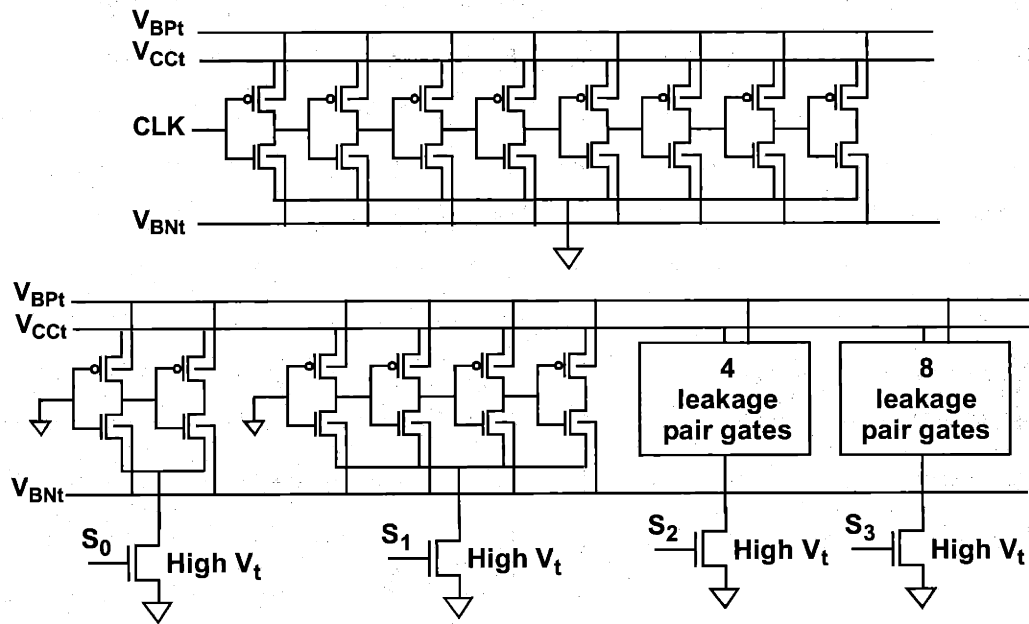 VBPt
VCCt
CLK
VBNt
VBPt
VCCt
4 leakage pair gates
8 leakage pair gates
VBNt
S0 High Vt
S1 High Vt
S2 High Vt
S3 High Vt